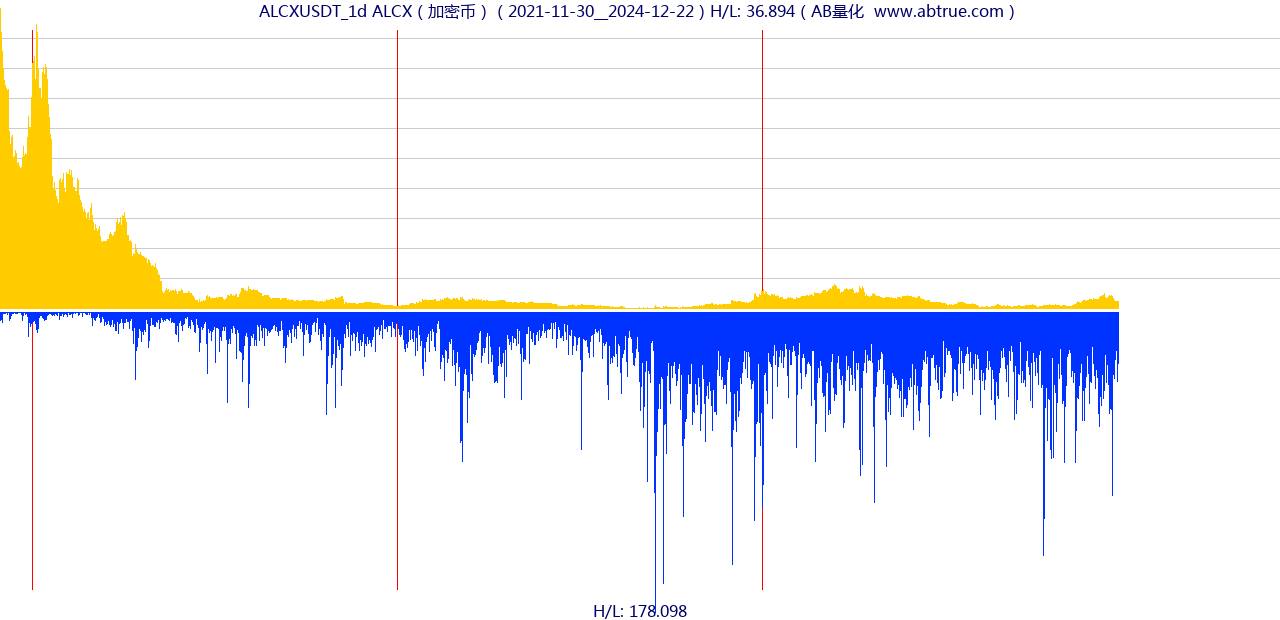 ALCXUSDT_1d ALCX ( 加密币 ) ( 2021-11-30__2024-12-22 ) H/L: 36.894 ( AB量化  www.abtrue.com )
H/L: 178.098